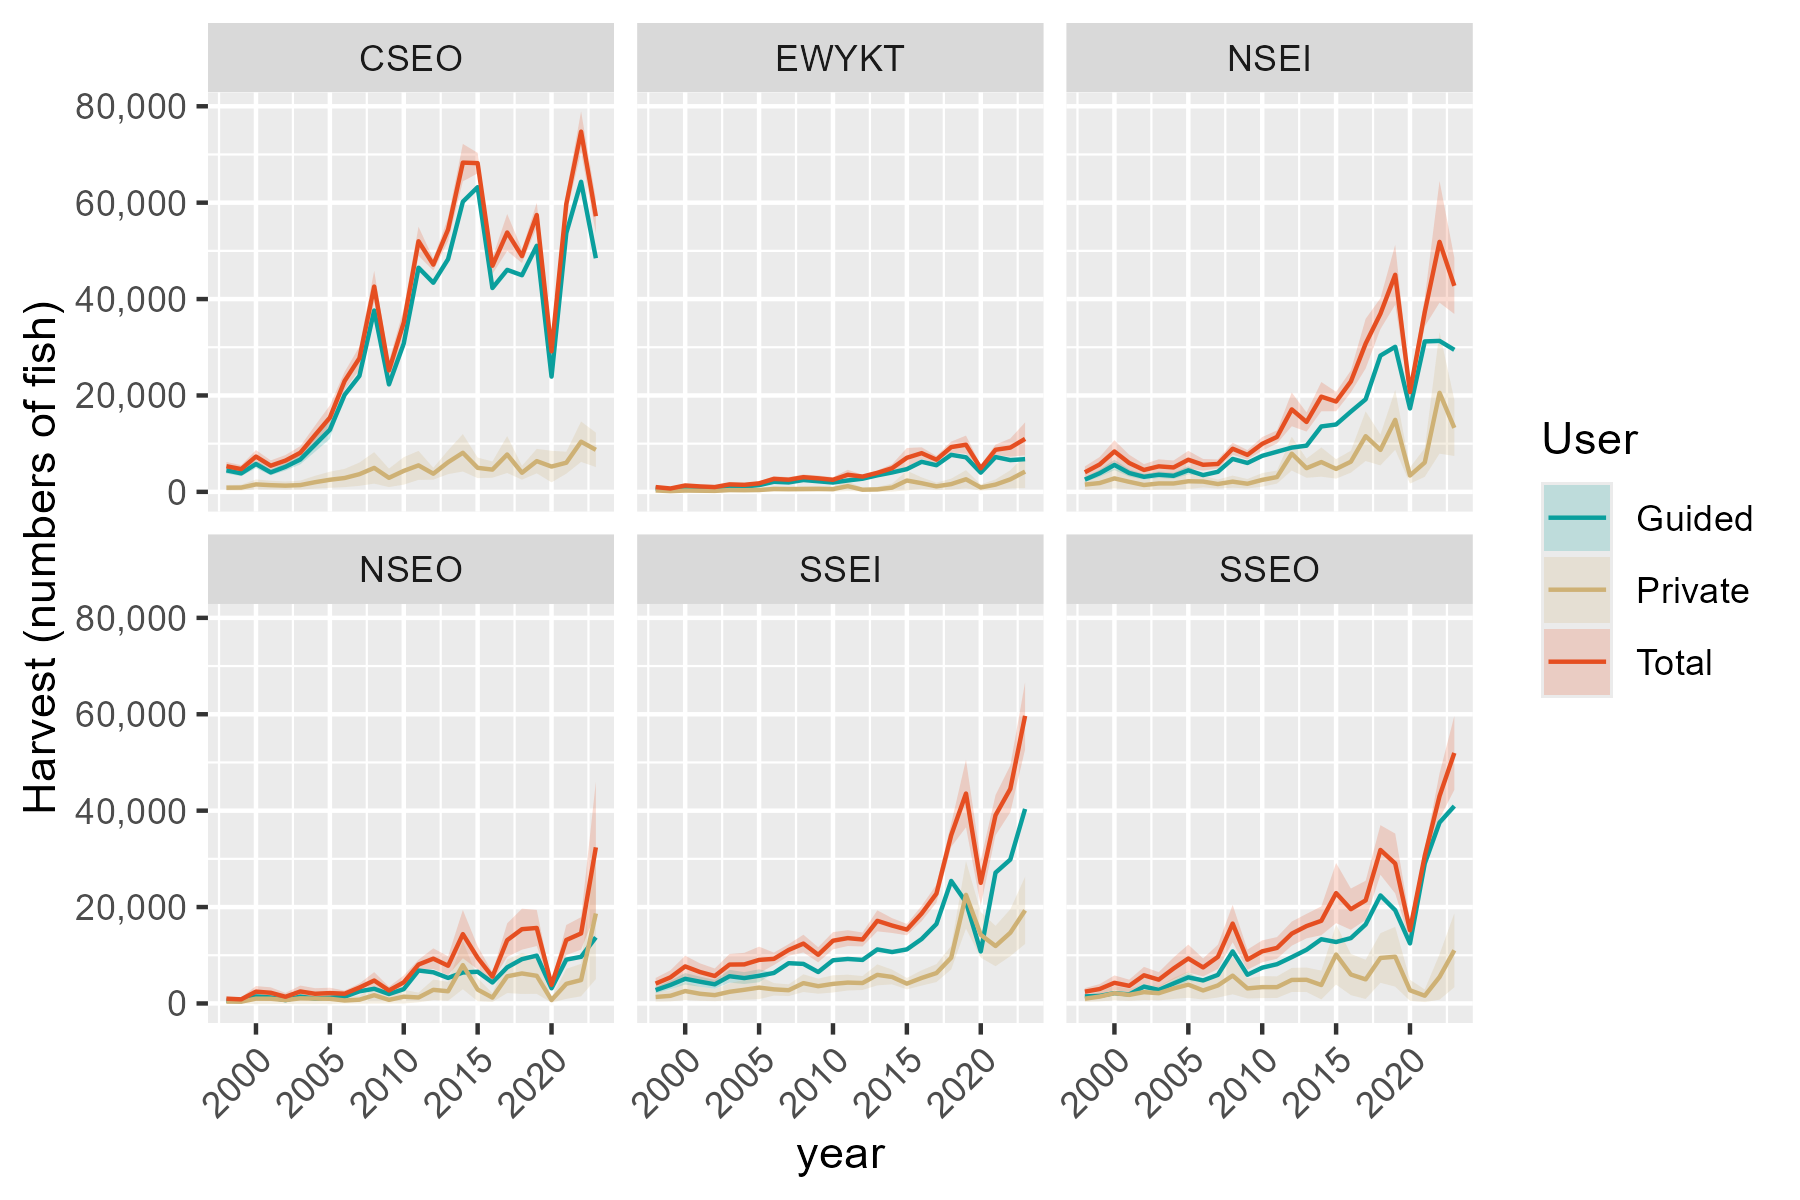 CSEO
EWYKT
NSEI
80,000
60,000
40,000
20,000
0
NSEO
SSEI
SSEO
80,000
60,000
40,000
20,000
0
2000
2005
2010
2015
2020
2000
2005
2010
2015
2020
2000
2005
2010
2015
2020
year
Harvest (numbers of fish)
User
Guided
Private
Total